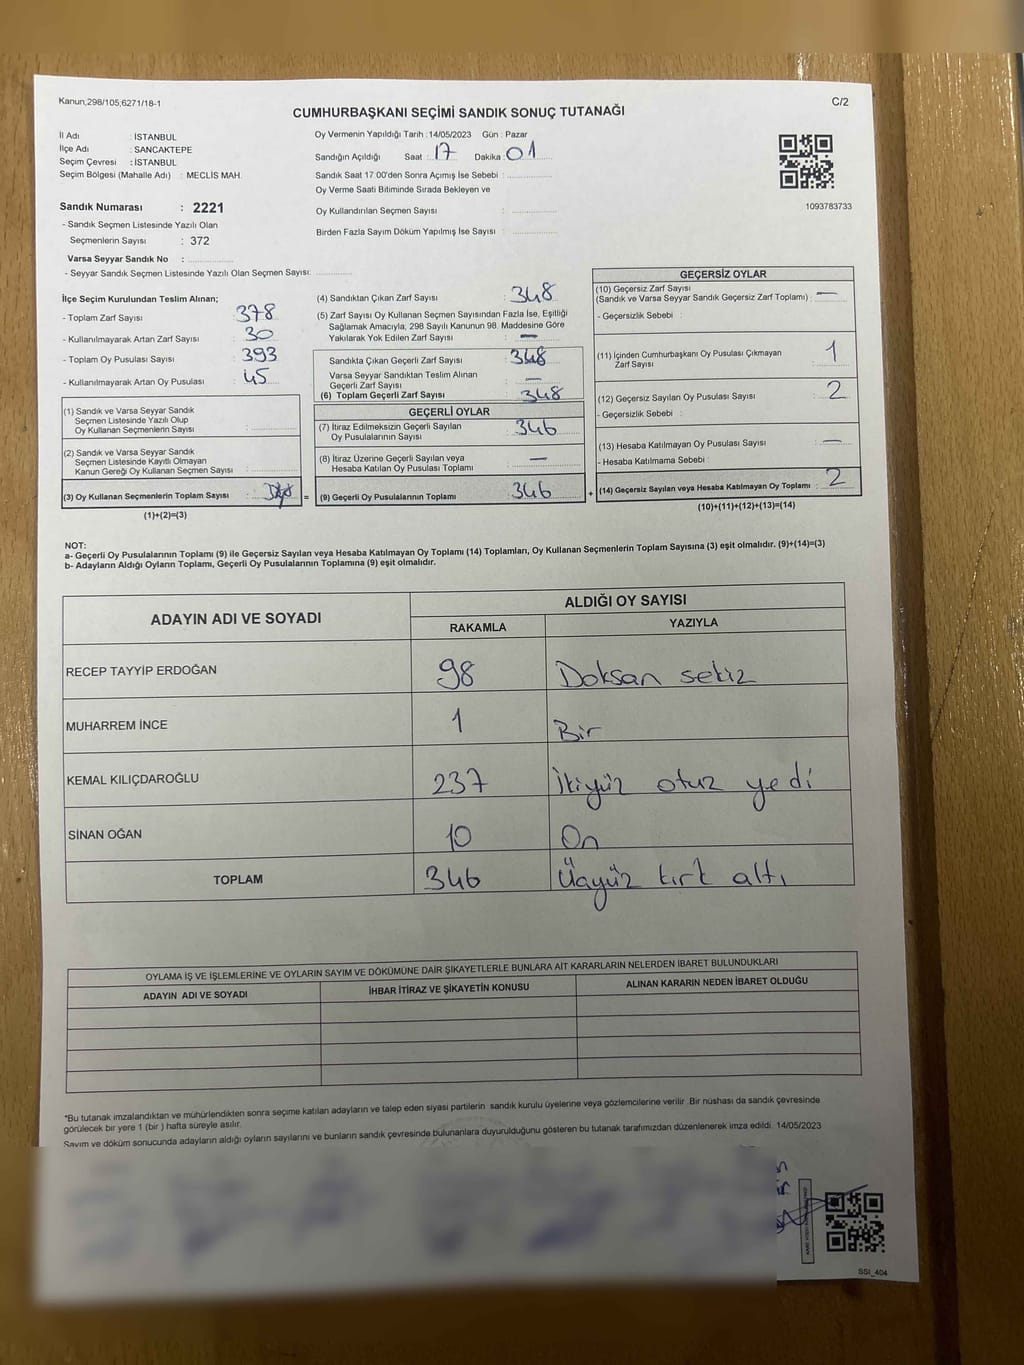 Kanun,298/105,6271/18-1
C/2
CUMHURBAŞKANI SEÇİMİ SANDIK SONUÇ TUTANAĞI
İl Adı : İSTANBUL
İlçe Adı : SANCAKTEPE
Seçim Çevresi : İSTANBUL
Seçim Bölgesi (Mahalle Adı) : MECLİS MAH.
Sandık Numarası : 2221
- Sandık Seçmen Listesinde Yazılı Olan
Seçmenlerin Sayısı : 372
Varsa Seyyar Sandık No :
- Seyyar Sandık Seçmen Listesinde Yazılı Olan Seçmen Sayısı:
Oy Vermenin Yapıldığı Tarih :14/05/2023 Gün : Pazar
Sandığın Açıldığı Saat : 17 Dakika : 01
Sandık Saat 17:00'den Sonra Açımış İse Sebebi :
Oy Verme Saati Bitiminde Sırada Bekleyen ve
Oy Kullandırılan Seçmen Sayısı :
Birden Fazla Sayım Döküm Yapılmış İse Sayısı :
1093783733
İlçe Seçim Kurulundan Teslim Alınan;
- Toplam Zarf Sayısı : 378
- Kullanılmayarak Artan Zarf Sayısı : 30
- Toplam Oy Pusulası Sayısı : 393
- Kullanılmayarak Artan Oy Pusulası : 45
(1) Sandık ve Varsa Seyyar Sandık
Seçmen Listesinde Yazılı Olup
Oy Kullanan Seçmenlerin Sayısı :
(2) Sandık ve Varsa Seyyar Sandık
Seçmen Listesinde Kayıtlı Olmayan
Kanun Gereği Oy Kullanan Seçmen Sayısı :
(3) Oy Kullanan Seçmenlerin Toplam Sayısı :
(1)+(2)=(3)
(4) Sandıktan Çıkan Zarf Sayısı : 348
(5) Zarf Sayısı Oy Kullanan Seçmen Sayısından Fazla İse, Eşitliği
Sağlamak Amacıyla, 298 Sayılı Kanunun 98. Maddesine Göre
Yakılarak Yok Edilen Zarf Sayısı : —
Sandıkta Çıkan Geçerli Zarf Sayısı : 348
Varsa Seyyar Sandıktan Teslim Alınan
Geçerli Zarf Sayısı : —
(6) Toplam Geçerli Zarf Sayısı : 348
GEÇERLİ OYLAR
(7) İtiraz Edilmeksizin Geçerli Sayılan
Oy Pusulalarının Sayısı : 346
(8) İtiraz Üzerine Geçerli Sayılan veya
Hesaba Katılan Oy Pusulası Toplamı : —
= (9) Geçerli Oy Pusulalarının Toplamı : 346
GEÇERSİZ OYLAR
(10) Geçersiz Zarf Sayısı
(Sandık ve Varsa Seyyar Sandık Geçersiz Zarf Toplamı) : —
- Geçersizlik Sebebi :
(11) İçinden Cumhurbaşkanı Oy Pusulası Çıkmayan
Zarf Sayısı : 1
(12) Geçersiz Sayılan Oy Pusulası Sayısı : 2
- Geçersizlik Sebebi :
(13) Hesaba Katılmayan Oy Pusulası Sayısı : —
- Hesaba Katılmama Sebebi :
+ (14) Geçersiz Sayılan veya Hesaba Katılmayan Oy Toplamı : 2
(10)+(11)+(12)+(13)=(14)
NOT:
a- Geçerli Oy Pusulalarının Toplamı (9) ile Geçersiz Sayılan veya Hesaba Katılmayan Oy Toplamı (14) Toplamları, Oy Kullanan Seçmenlerin Toplam Sayısına (3) eşit olmalıdır. (9)+(14)=(3)
b- Adayların Aldığı Oyların Toplamı, Geçerli Oy Pusulalarının Toplamına (9) eşit olmalıdır.
ADAYIN ADI VE SOYADI
ALDIĞI OY SAYISI
RAKAMLA YAZIYLA
RECEP TAYYİP ERDOĞAN 98 Doksan sekiz
MUHARREM İNCE 1 Bir
KEMAL KILIÇDAROĞLU 237 İkiyüz otuz yedi
SİNAN OĞAN 10 On
TOPLAM 346 Üçyüz kırk altı
OYLAMA İŞ VE İŞLEMLERİNE VE OYLARIN SAYIM VE DÖKÜMÜNE DAİR ŞİKAYETLERLE BUNLARA AİT KARARLARIN NELERDEN İBARET BULUNDUKLARI
ADAYIN ADI VE SOYADI İHBAR İTİRAZ VE ŞİKAYETİN KONUSU ALINAN KARARIN NEDEN İBARET OLDUĞU
*Bu tutanak imzalandıktan ve mühürlendikten sonra seçime katılan adayların ve talep eden siyasi partilerin sandık kurulu üyelerine veya gözlemcilerine verilir. Bir nüshası da sandık çevresinde
görülecek bir yere 1 (bir ) hafta süreyle asılır.
Sayım ve döküm sonucunda adayların aldığı oyların sayılarını ve bunların sandık çevresinde bulunanlara duyurulduğunu gösteren bu tutanak tarafımızdan düzenlenerek imza edildi. 14/05/2023
SSI_404